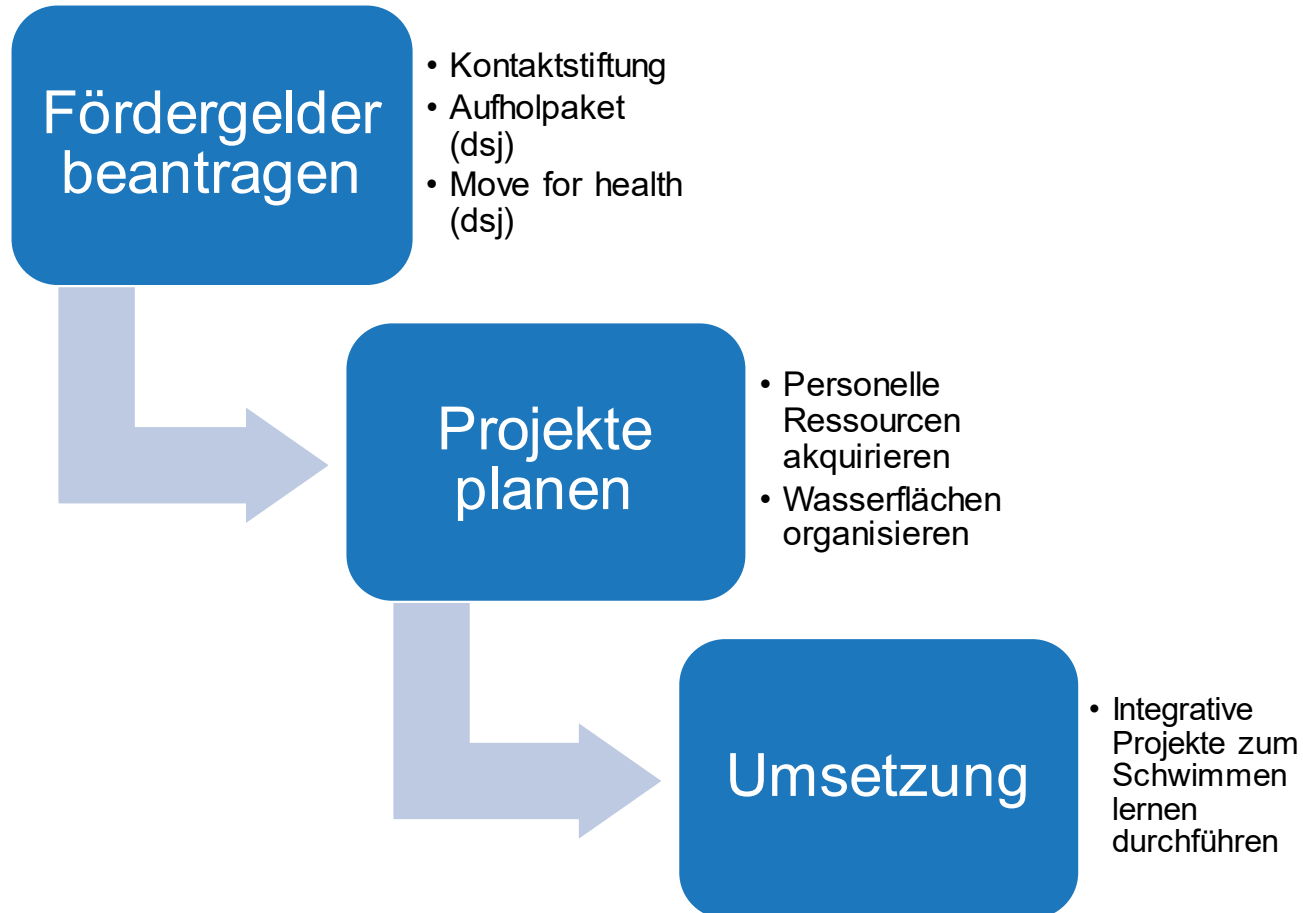 Fördergelder
beantragen
• Kontaktstiftung
• Aufholpaket
(dsj)
• Move for health
(dsj)
Projekte
planen
• Personelle
Ressourcen
akquirieren
• Wasserflächen
organisieren
Umsetzung
• Integrative
Projekte zum
Schwimmen
lernen
durchführen